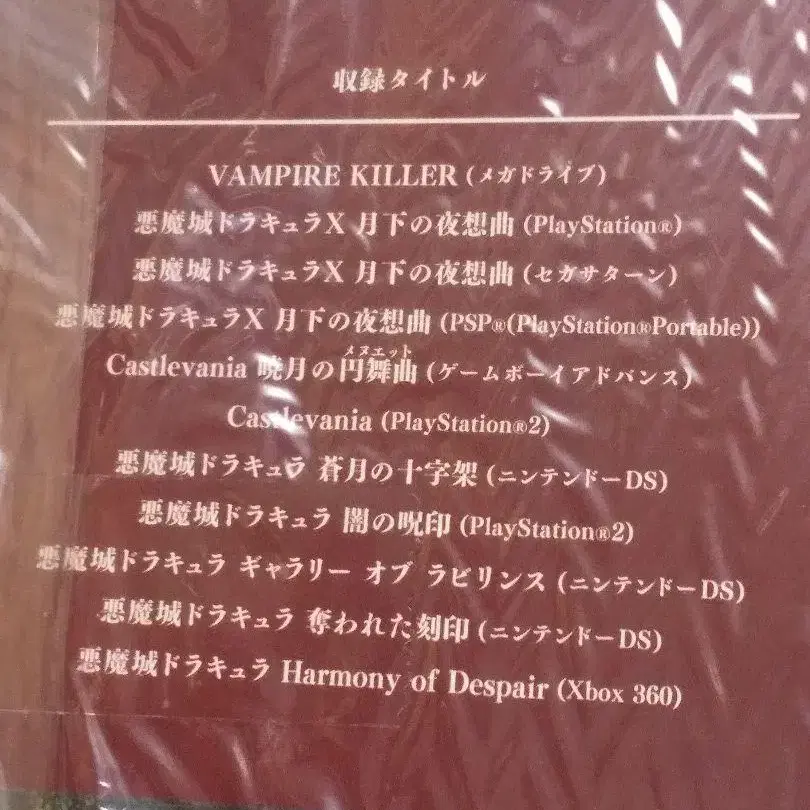 収録タイトル
VAMPIRE KILLER (メガドライブ)
悪魔城ドラキュラX 月下の夜想曲 (PlayStation®)
悪魔城ドラキュラX 月下の夜想曲 (セガサターン)
悪魔城ドラキュラX 月下の夜想曲 (PSP®(PlayStation®Portable))
メヌエット
Castlevania 暁月の円舞曲 (ゲームボーイアドバンス)
Castlevania (PlayStation®2)
悪魔城ドラキュラ 蒼月の十字架 (ニンテンドーDS)
悪魔城ドラキュラ 闇の呪印 (PlayStation®2)
悪魔城ドラキュラ ギャラリー オブ ラビリンス (ニンテンドーDS)
悪魔城ドラキュラ 奪われた刻印 (ニンテンドーDS)
悪魔城ドラキュラ Harmony of Despair (Xbox 360)